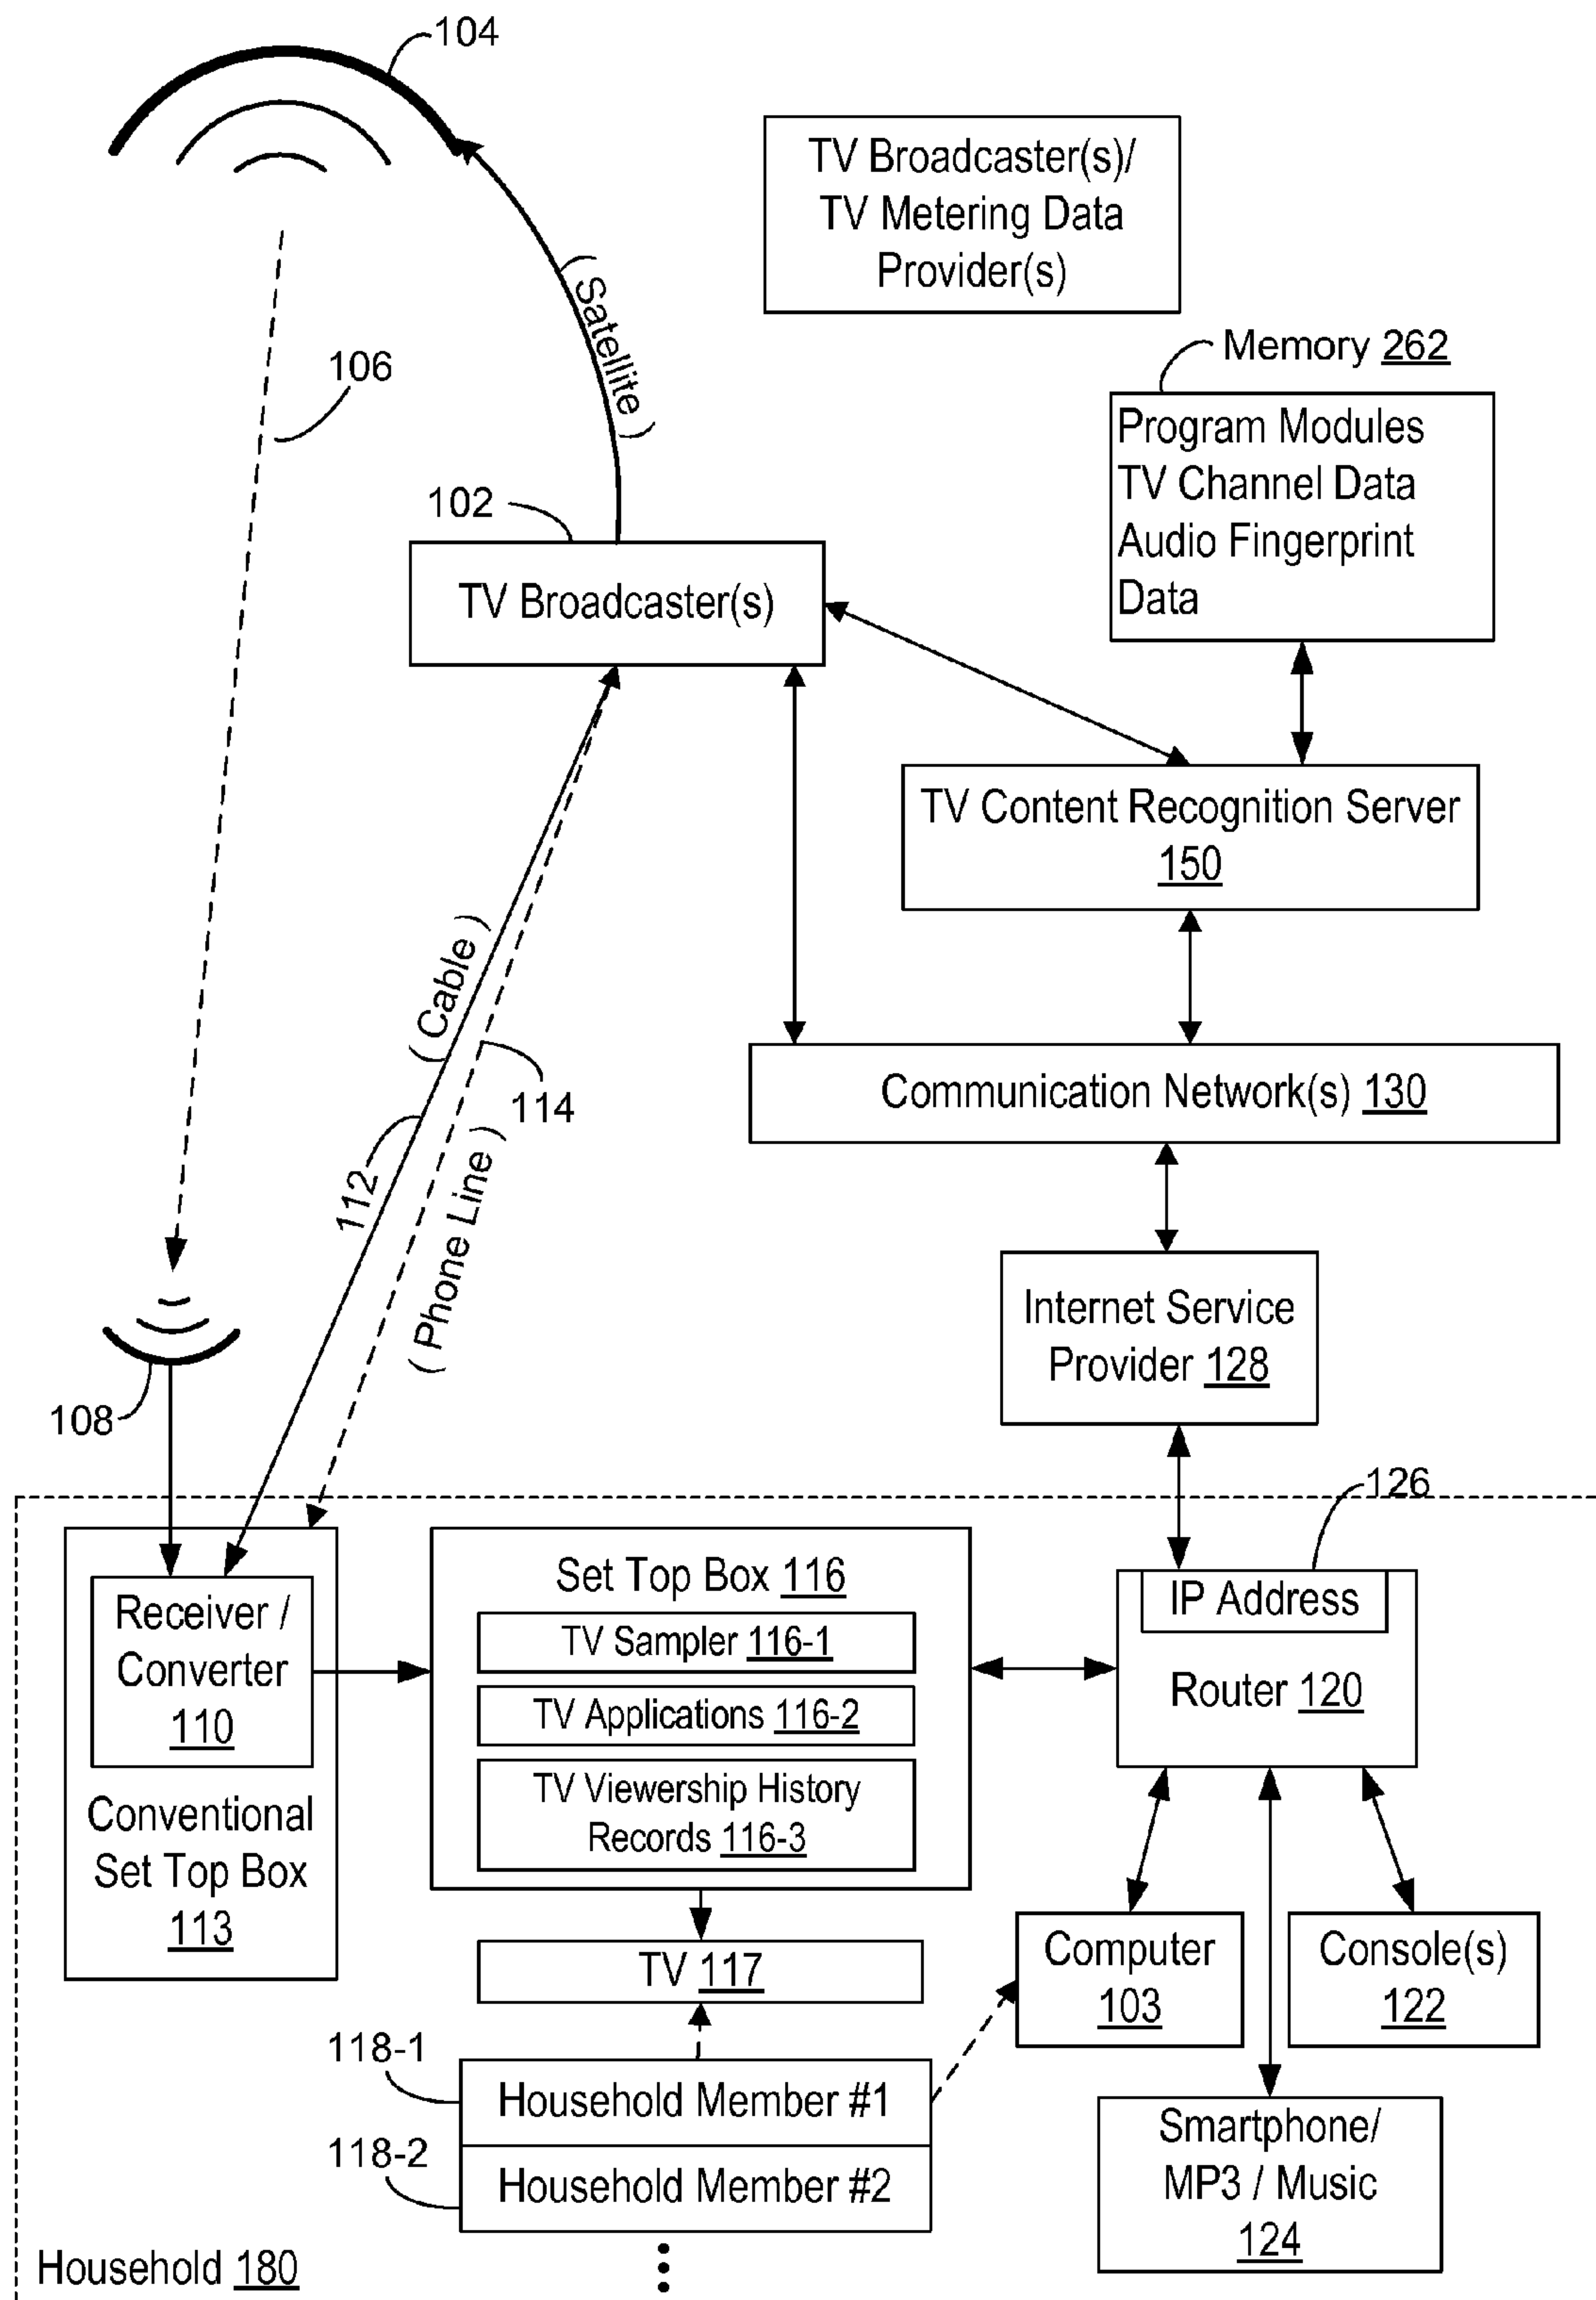 104
TV Broadcaster(s)/
TV Metering Data
Provider(s)
( Satellite )
106
Memory 262
Program Modules
TV Channel Data
Audio Fingerprint
Data
102
TV Broadcaster(s)
TV Content Recognition Server
150
( Cable )
114
112
( Phone Line )
Communication Network(s) 130
Internet Service
Provider 128
108
126
Receiver /
Converter
110
Conventional
Set Top Box
113
Set Top Box 116
TV Sampler 116-1
TV Applications 116-2
TV Viewership History
Records 116-3
IP Address
Router 120
TV 117
Computer
103
Console(s)
122
118-1
Household Member #1
118-2
Household Member #2
Smartphone/
MP3 / Music
124
Household 180